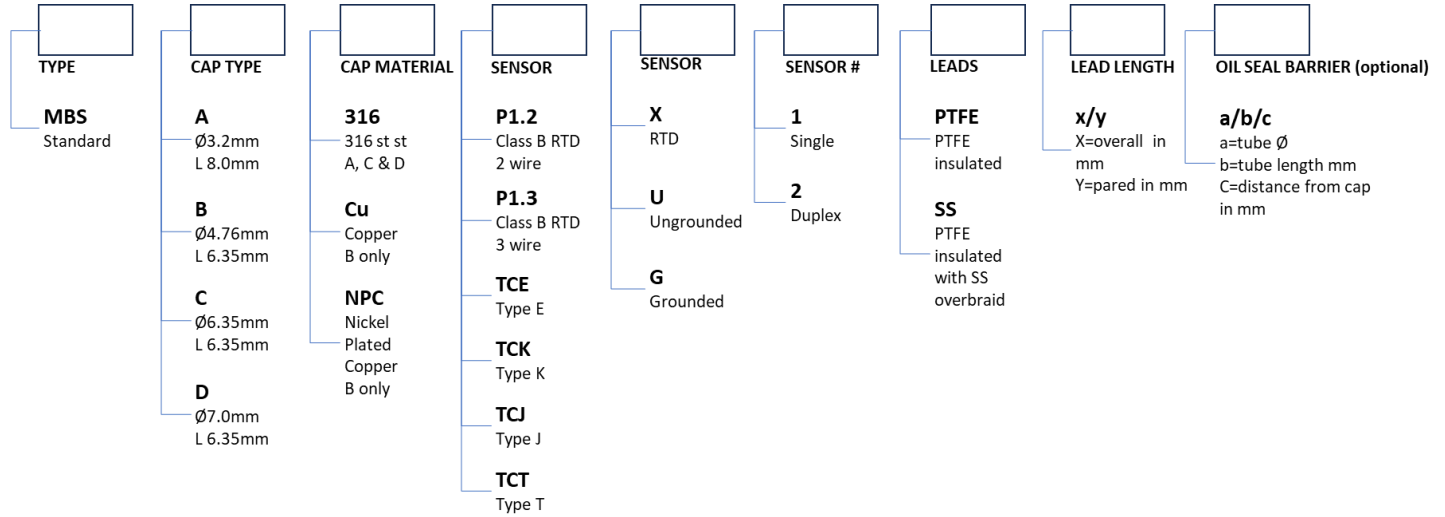 TYPE
MBS
Standard
CAP TYPE
A
Ø3.2mm
L 8.0mm
B
Ø4.76mm
L 6.35mm
C
Ø6.35mm
L 6.35mm
D
Ø7.0mm
L 6.35mm
CAP MATERIAL
316
316 st st
A, C & D
Cu
Copper
B only
NPC
Nickel
Plated
Copper
B only
SENSOR
P1.2
Class B RTD
2 wire
P1.3
Class B RTD
3 wire
TCE
Type E
TCK
Type K
TCJ
Type J
TCT
Type T
SENSOR
X
RTD
U
Ungrounded
G
Grounded
SENSOR #
1
Single
2
Duplex
LEADS
PTFE
PTFE
insulated
SS
PTFE
insulated
with SS
overbraid
LEAD LENGTH
x/y
X=overall in
mm
Y=pared in mm
OIL SEAL BARRIER (optional)
a/b/c
a=tube Ø
b=tube length mm
C=distance from cap
in mm